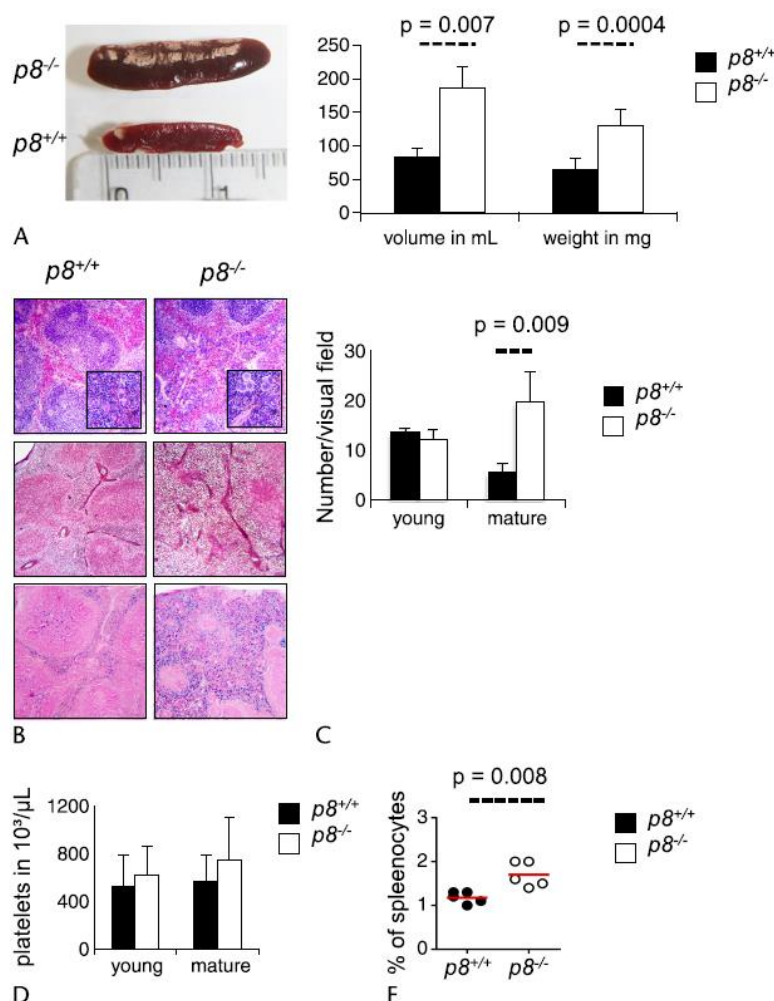 p8-/-
p8+/+
A
p = 0.007
p = 0.0004
250
200
150
100
50
0
volume in mL
weight in mg
p8+/+
p8-/-
p8+/+
p8-/-
B
p = 0.009
Number/visual field
30
20
10
0
young
mature
p8+/+
p8-/-
C
platelets in 10³/µL
1200
800
400
0
young
mature
p8+/+
p8-/-
D
p = 0.008
% of spleenocytes
3
2
1
0
p8+/+
p8-/-
p8+/+
p8-/-
E